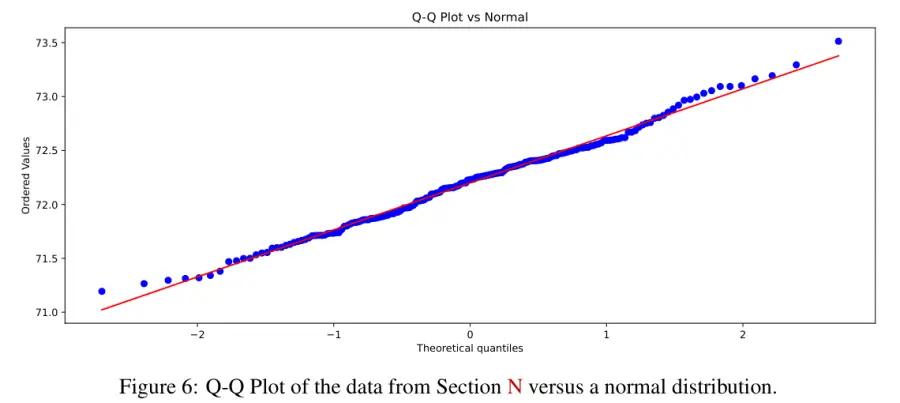 Q-Q Plot vs Normal
73.5
73.0
72.5
72.0
71.5
71.0
Ordered Values
−2
−1
0
1
2
Theoretical quantiles
Figure 6: Q-Q Plot of the data from Section N versus a normal distribution.